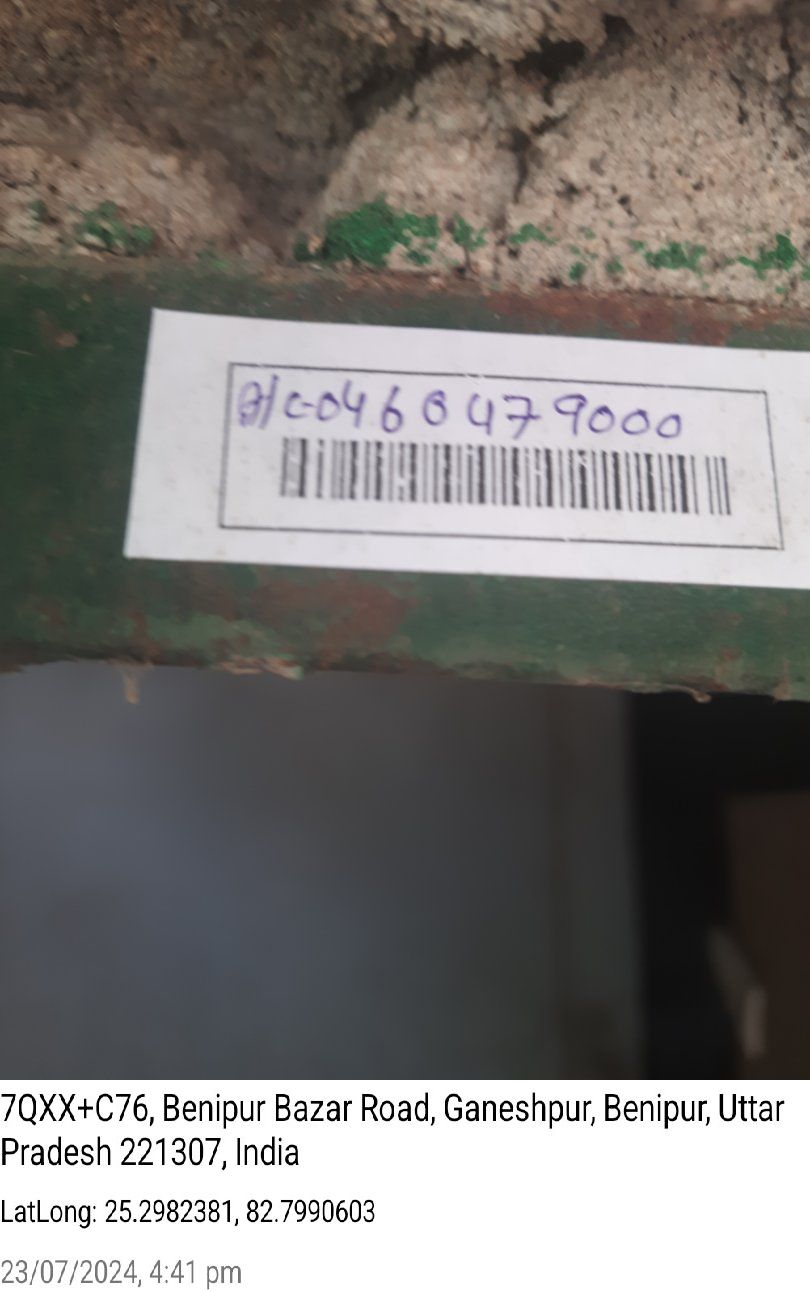 A/c-0460479000
7QXX+C76, Benipur Bazar Road, Ganeshpur, Benipur, Uttar
Pradesh 221307, India
LatLong: 25.2982381, 82.7990603
23/07/2024, 4:41 pm